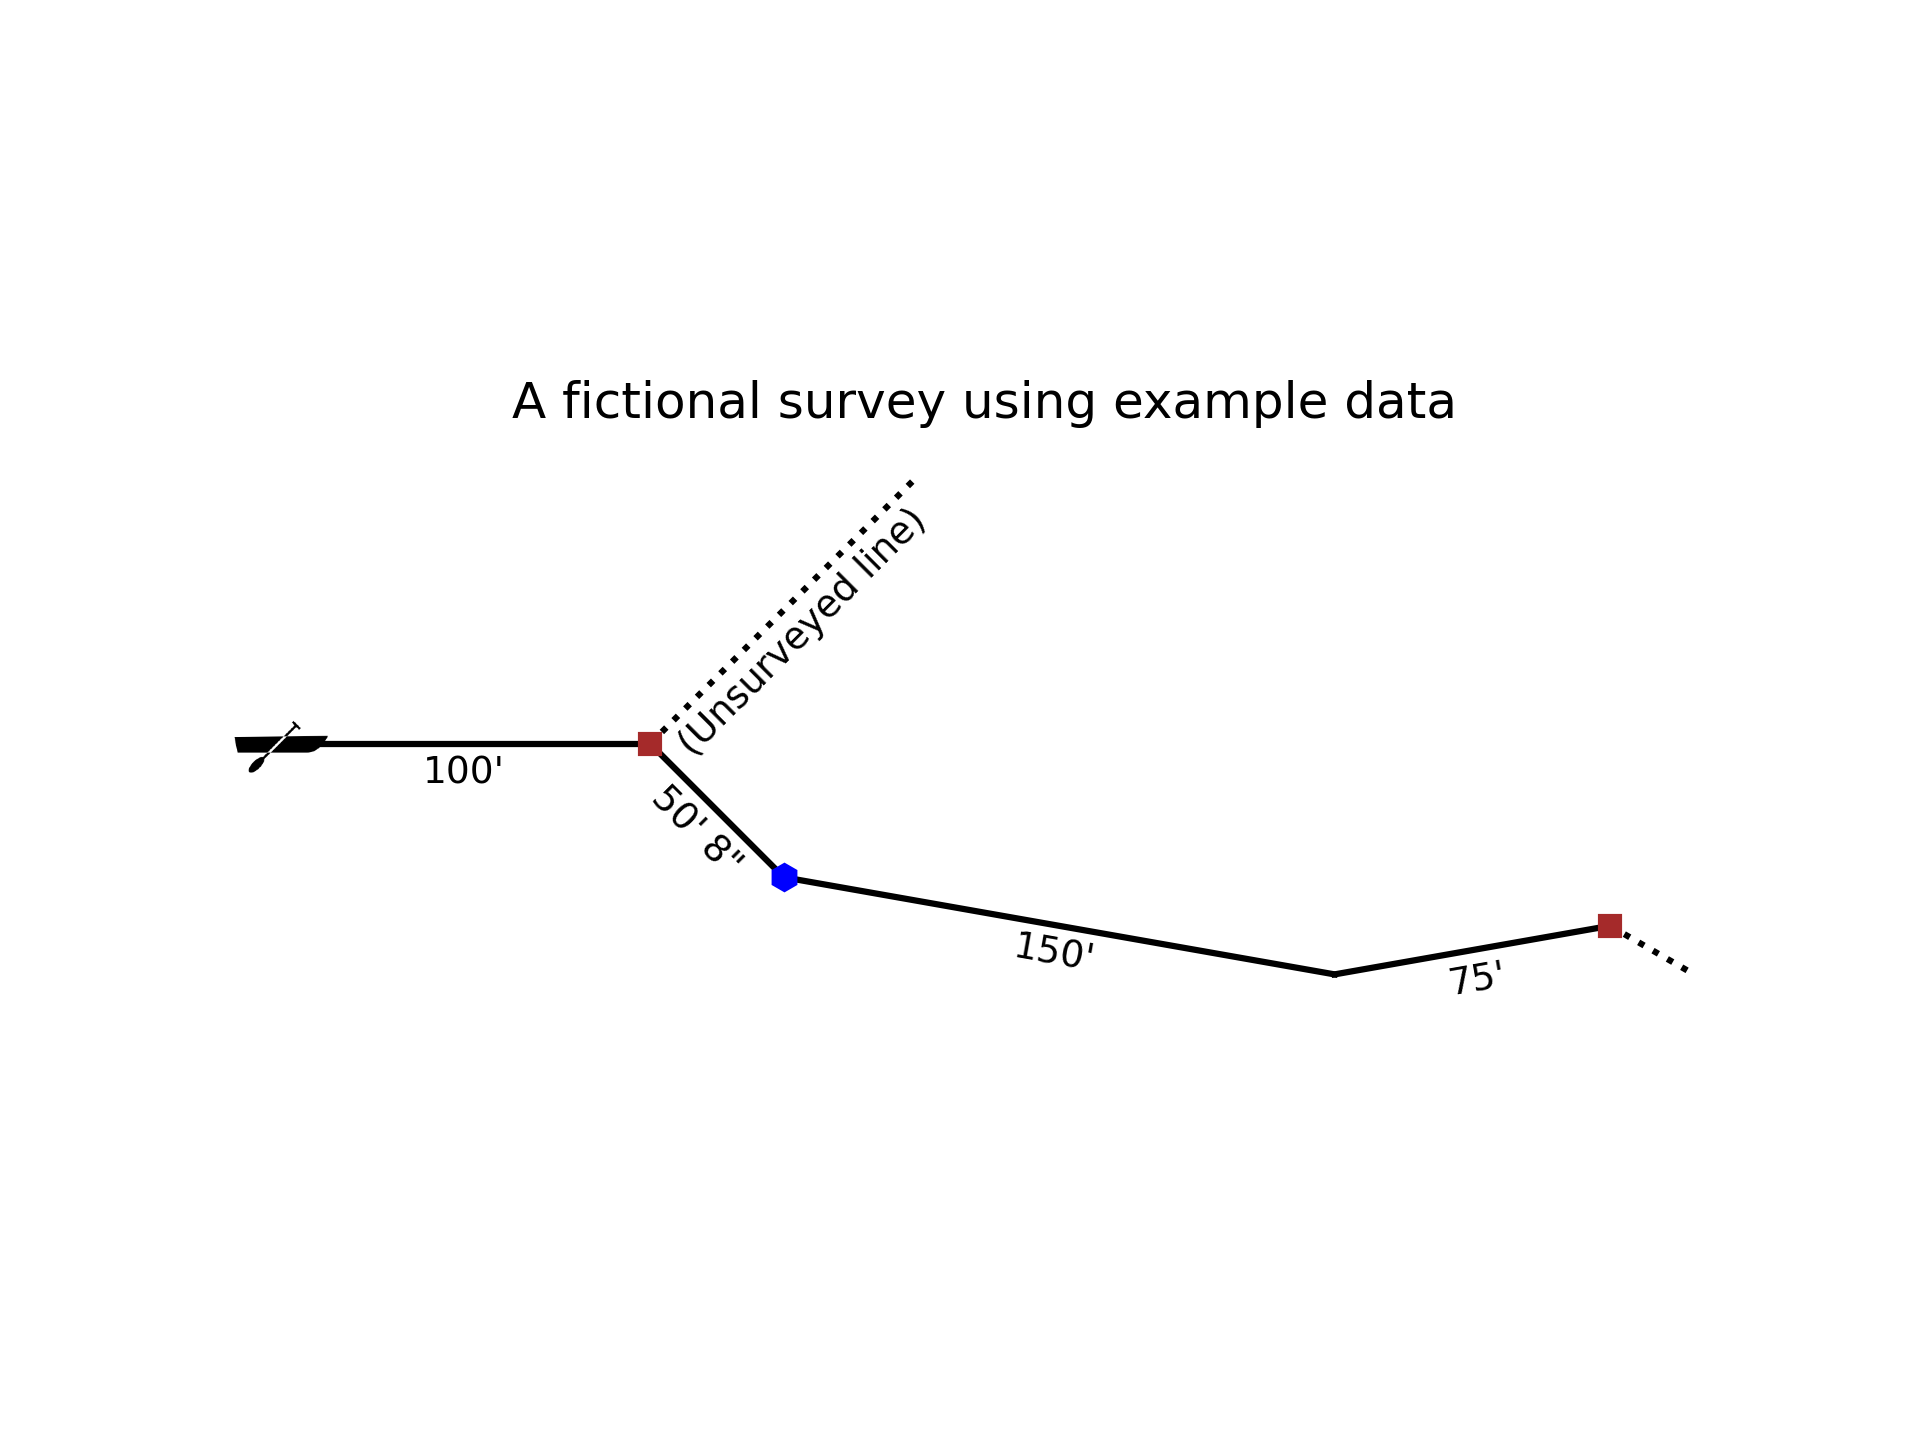 A fictional survey using example data
(Unsurveyed line)
100'
50' 8"
150'
75'